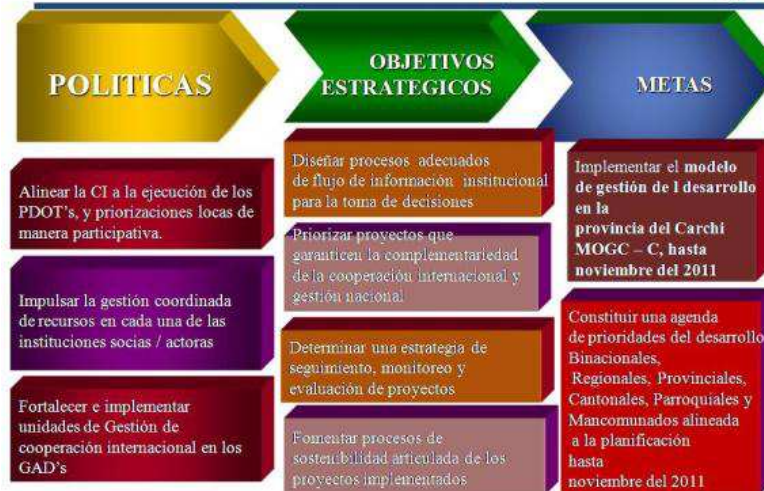 POLITICAS
Alinear la CI a la ejecución de los
PDOT's, y priorizaciones locas de
manera participativa.
Impulsar la gestión coordinada
de recursos en cada una de las
instituciones socias / actoras
Fortalecer e implementar
unidades de Gestión de
cooperación internacional en los
GAD's
OBJETIVOS
ESTRATEGICOS
Diseñar procesos adecuados
de flujo de información institucional
para la toma de decisiones
Priorizar proyectos que
garanticen la complementariedad
de la cooperación internacional y
gestión nacional
Determinar una estrategia de
seguimiento, monitoreo y
evaluación de proyectos
Fomentar procesos de
sostenibilidad articulada de los
proyectos implementados
METAS
Implementar el modelo
de gestión de l desarrollo
en la
provincia del Carchi
MOGC – C, hasta
noviembre del 2011
Constituir una agenda
de prioridades del desarrollo
Binacionales,
Regionales, Provinciales,
Cantonales, Parroquiales y
Mancomunados alineada
a la planificación
hasta
noviembre del 2011